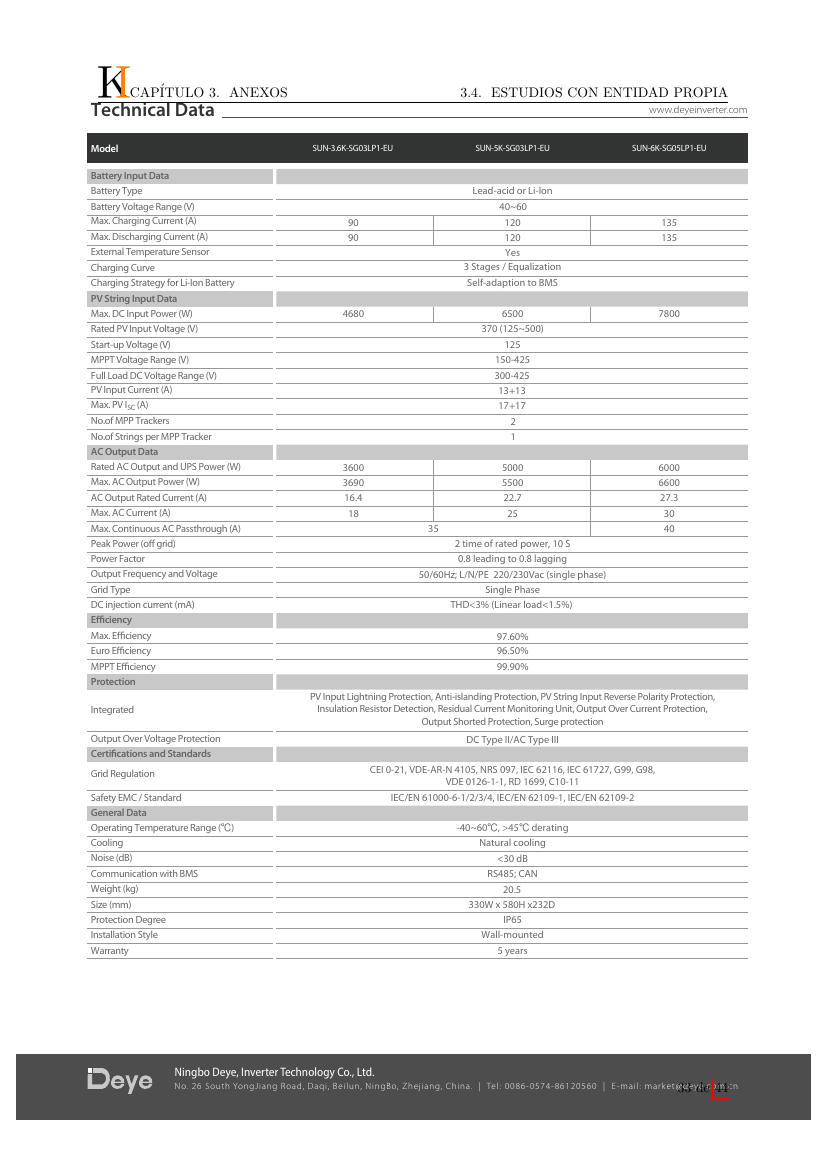 CAPÍTULO 3. ANEXOS 3.4. ESTUDIOS CON ENTIDAD PROPIA
Technical Data www.deyeinverter.com
Model SUN-3.6K-SG03LP1-EU SUN-5K-SG03LP1-EU SUN-6K-SG05LP1-EU
Battery Input Data
Battery Type Lead-acid or Li-Ion
Battery Voltage Range (V) 40~60
Max. Charging Current (A) 90 120 135
Max. Discharging Current (A) 90 120 135
External Temperature Sensor Yes
Charging Curve 3 Stages / Equalization
Charging Strategy for Li-Ion Battery Self-adaption to BMS
PV String Input Data
Max. DC Input Power (W) 4680 6500 7800
Rated PV Input Voltage (V) 370 (125~500)
Start-up Voltage (V) 125
MPPT Voltage Range (V) 150-425
Full Load DC Voltage Range (V) 300-425
PV Input Current (A) 13+13
Max. PV ISC (A) 17+17
No.of MPP Trackers 2
No.of Strings per MPP Tracker 1
AC Output Data
Rated AC Output and UPS Power (W) 3600 5000 6000
Max. AC Output Power (W) 3690 5500 6600
AC Output Rated Current (A) 16.4 22.7 27.3
Max. AC Current (A) 18 25 30
Max. Continuous AC Passthrough (A) 35 40
Peak Power (off grid) 2 time of rated power, 10 S
Power Factor 0.8 leading to 0.8 lagging
Output Frequency and Voltage 50/60Hz; L/N/PE 220/230Vac (single phase)
Grid Type Single Phase
DC injection current (mA) THD<3% (Linear load<1.5%)
Efficiency
Max. Efficiency 97.60%
Euro Efficiency 96.50%
MPPT Efficiency 99.90%
Protection
Integrated PV Input Lightning Protection, Anti-islanding Protection, PV String Input Reverse Polarity Protection,
Insulation Resistor Detection, Residual Current Monitoring Unit, Output Over Current Protection,
Output Shorted Protection, Surge protection
Output Over Voltage Protection DC Type II/AC Type III
Certifications and Standards
Grid Regulation CEI 0-21, VDE-AR-N 4105, NRS 097, IEC 62116, IEC 61727, G99, G98,
VDE 0126-1-1, RD 1699, C10-11
Safety EMC / Standard IEC/EN 61000-6-1/2/3/4, IEC/EN 62109-1, IEC/EN 62109-2
General Data
Operating Temperature Range (℃) -40~60℃, >45℃ derating
Cooling Natural cooling
Noise (dB) <30 dB
Communication with BMS RS485; CAN
Weight (kg) 20.5
Size (mm) 330W x 580H x232D
Protection Degree IP65
Installation Style Wall-mounted
Warranty 5 years
Deye
Ningbo Deye, Inverter Technology Co., Ltd.
No. 26 South YongJiang Road, Daqi, Beilun, NingBo, Zhejiang, China. | Tel: 0086-0574-86120560 | E-mail: